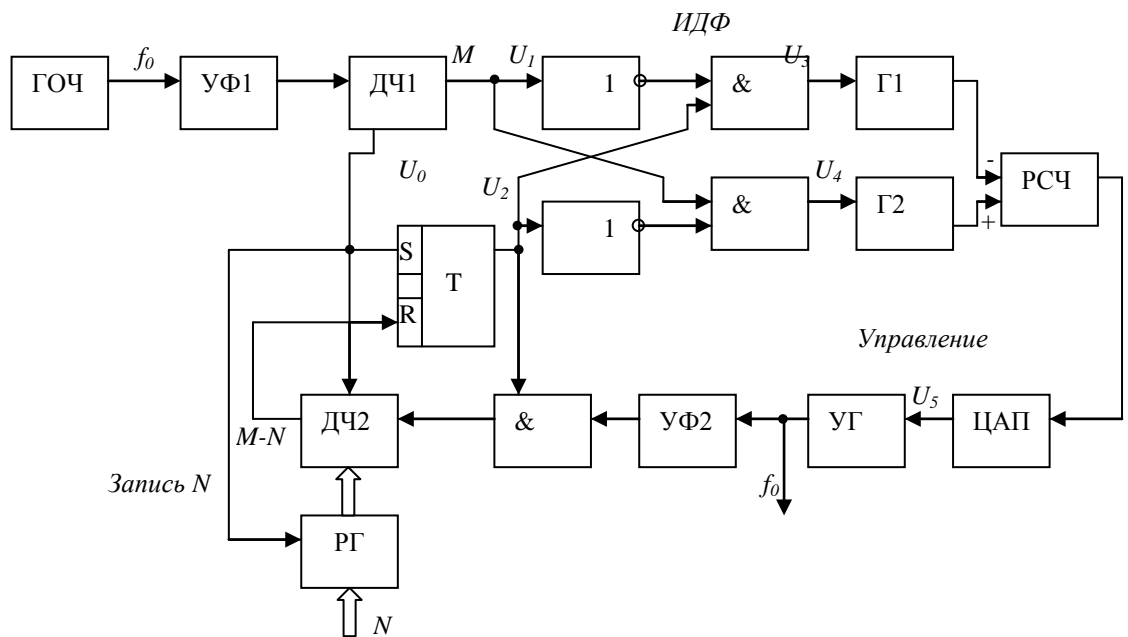 ИДФ
f0
M
U1
U3
ГОЧ
УФ1
ДЧ1
1
&
Г1
U0
U2
U4
-
РСЧ
1
&
Г2
+
S
T
R
Управление
M-N
ДЧ2
&
УФ2
УГ
U5
ЦАП
Запись N
f0
РГ
N